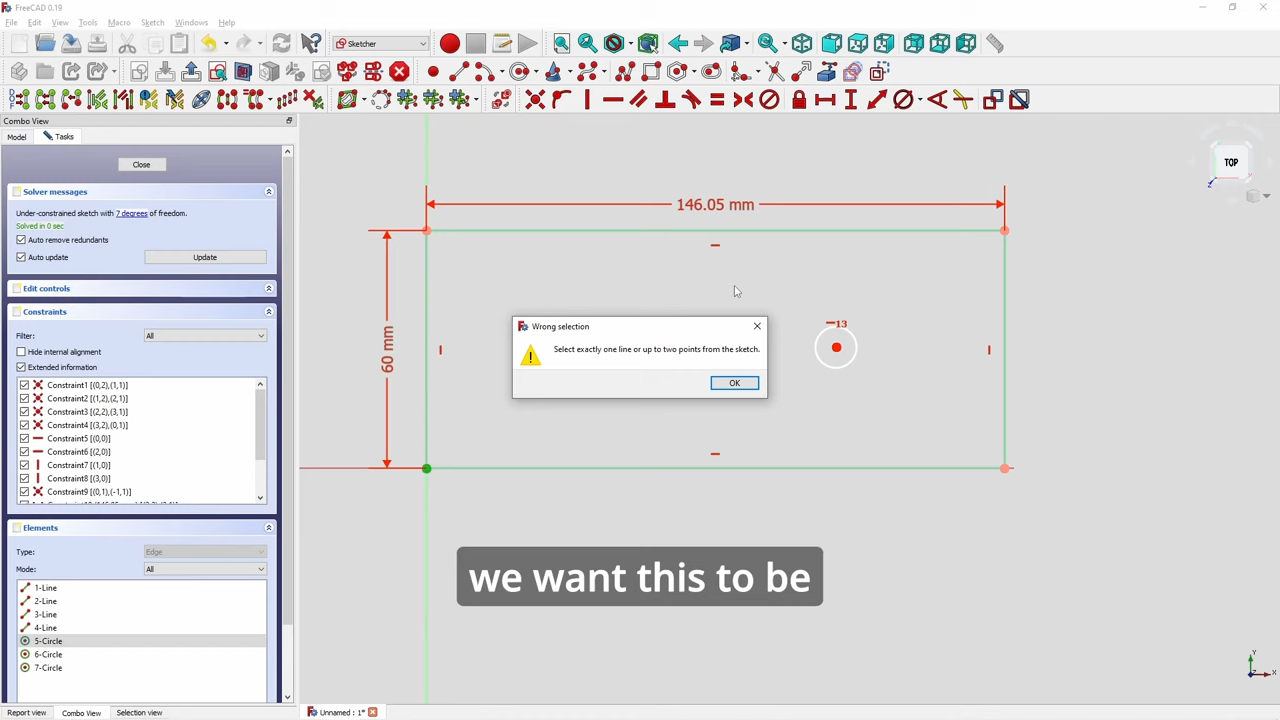 FreeCAD 0.19
File Edit View Tools Macro Sketch Windows Help
Sketcher
Combo View
Model Tasks
Close
Solver messages
Under-constrained sketch with 7 degrees of freedom.
Solved in 0 sec
Auto remove redundants
Auto update Update
Edit controls
Constraints
Filter: All
Hide internal alignment
Extended information
Constraint1 [(0,2),(1,1)]
Constraint2 [(1,2),(2,1)]
Constraint3 [(2,2),(3,1)]
Constraint4 [(3,2),(0,1)]
Constraint5 [(0,0)]
Constraint6 [(2,0)]
Constraint7 [(1,0)]
Constraint8 [(3,0)]
Constraint9 [(0,1),(-1,1)]
Elements
Type: Edge
Mode: All
1-Line
2-Line
3-Line
4-Line
5-Circle
6-Circle
7-Circle
Report view Combo View Selection view
146.05 mm
60 mm
13
Wrong selection
Select exactly one line or up to two points from the sketch.
OK
we want this to be
TOP
Y
Z X
Unnamed : 1*